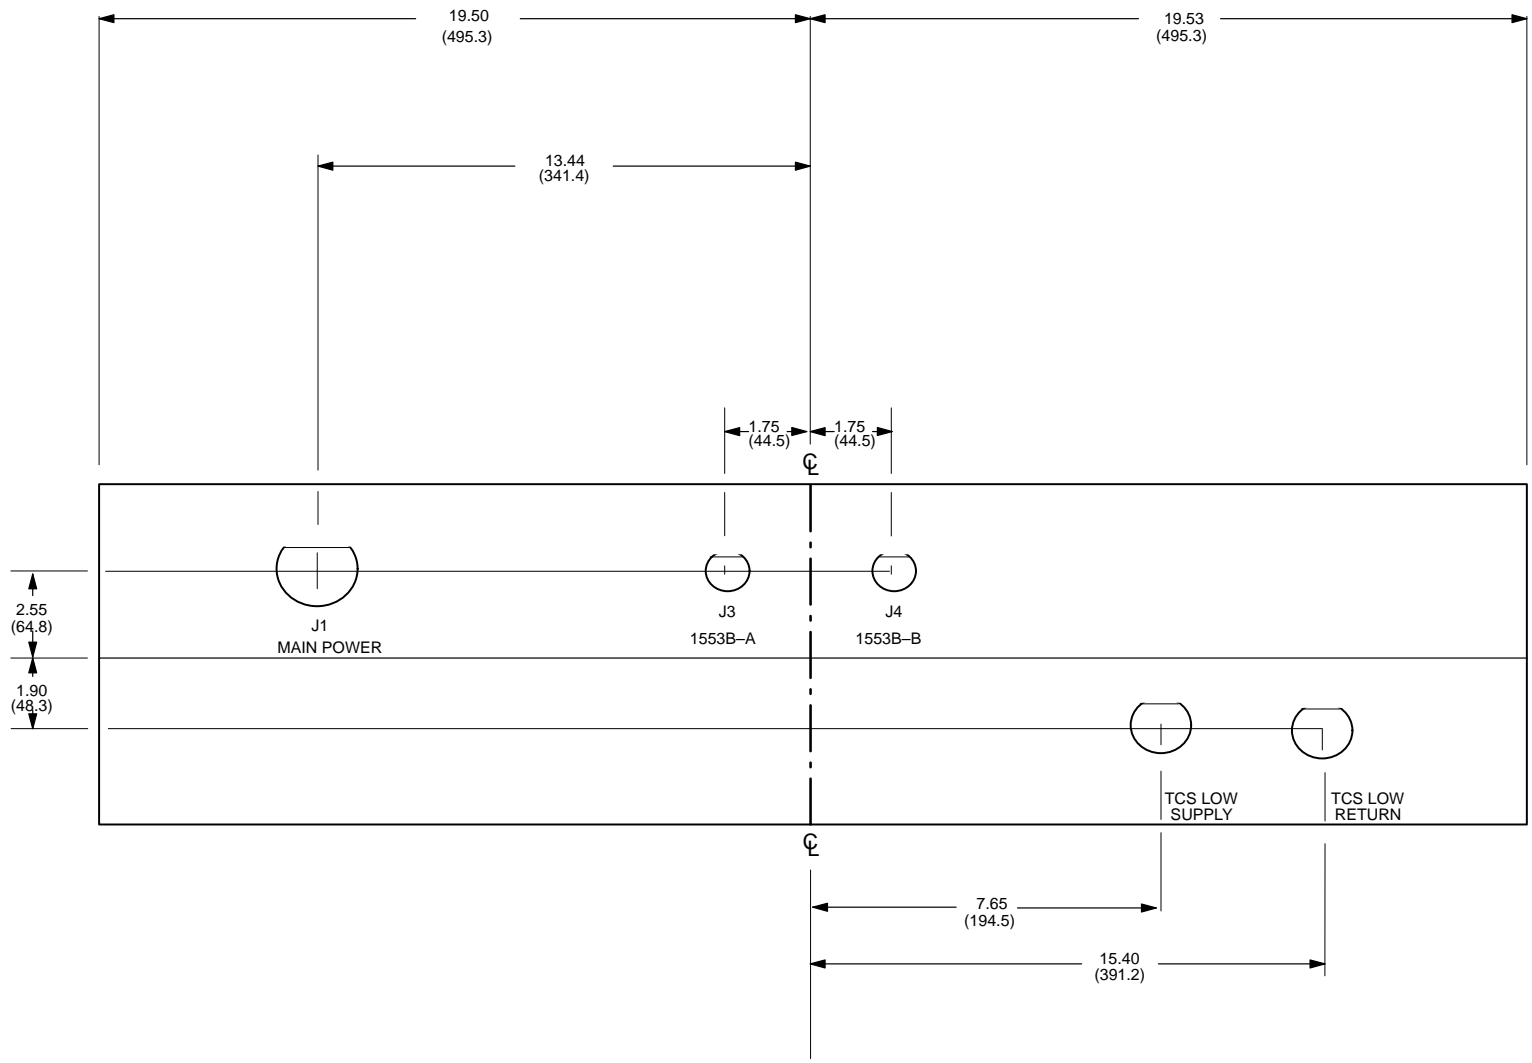 19.50
(495.3)
19.53
(495.3)
13.44
(341.4)
1.75
(44.5)
1.75
(44.5)
℄
2.55
(64.8)
J1
MAIN POWER
J3
1553B–A
J4
1553B–B
1.90
(48.3)
TCS LOW
SUPPLY
TCS LOW
RETURN
℄
7.65
(194.5)
15.40
(391.2)